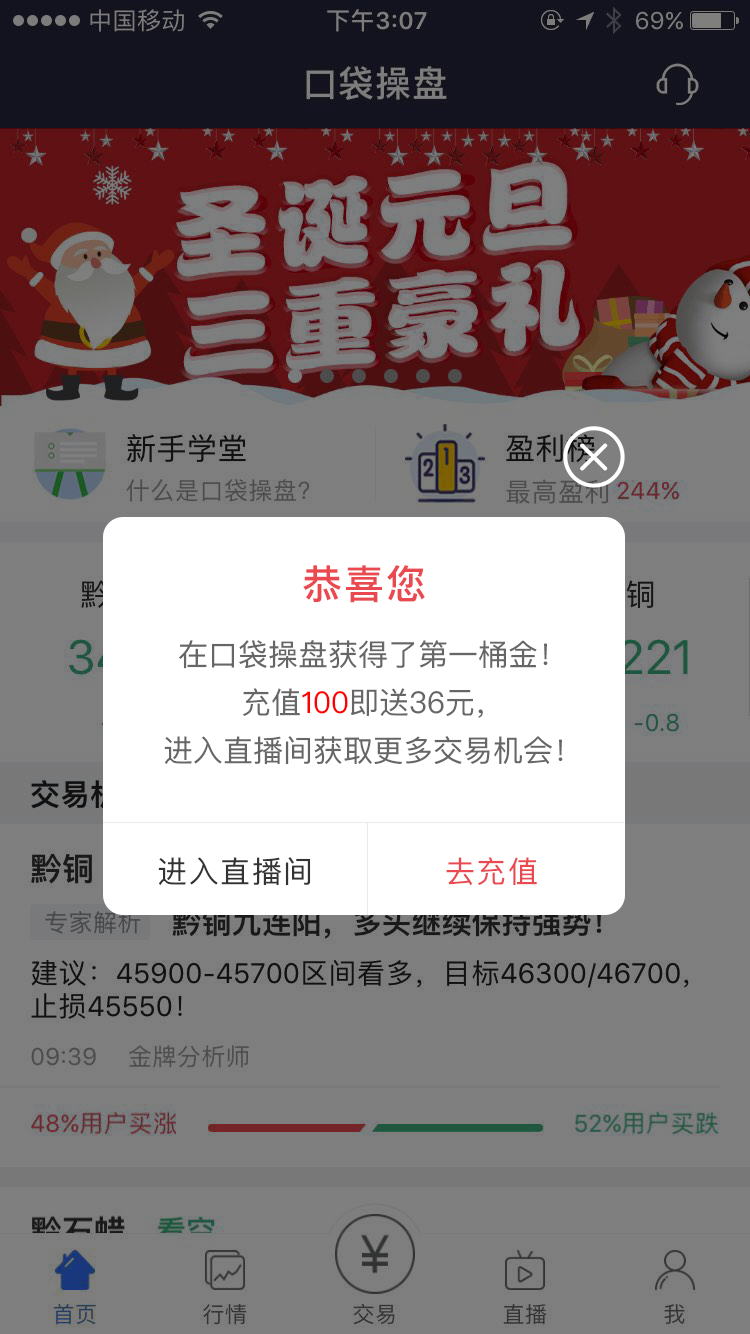 中国移动
下午3:07
69%
口袋操盘
圣诞元旦
三重豪礼
新手学堂
什么是口袋操盘?
盈利榜
最高盈利 244%
恭喜您
在口袋操盘获得了第一桶金！
充值100即送36元，
进入直播间获取更多交易机会！
进入直播间
去充值
黔
铜
34
221
-0.8
交易机
黔铜
专家解析
黔铜九连阳，多头继续保持强势！
建议：45900-45700区间看多，目标46300/46700，
止损45550！
09:39 金牌分析师
48%用户买涨
52%用户买跌
黔石蜡 看空
首页
行情
¥
交易
直播
我